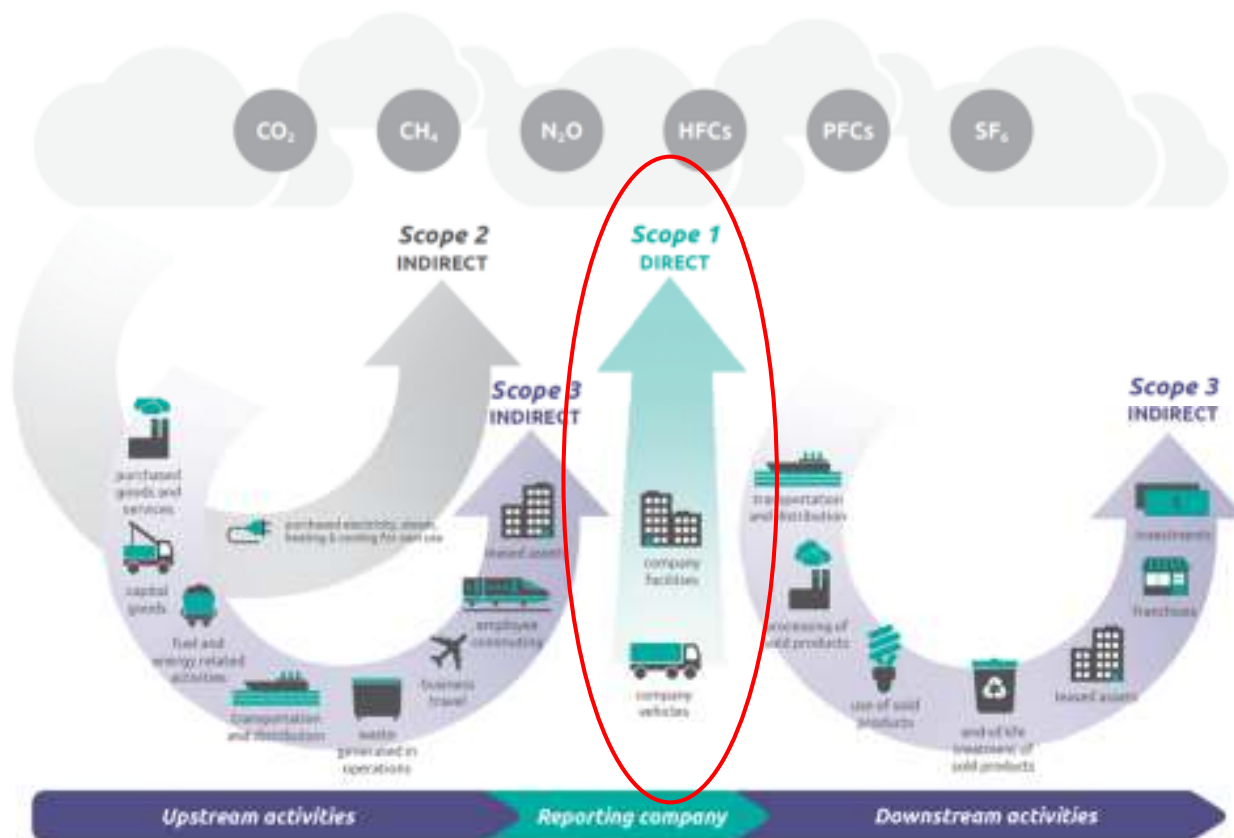 CO₂
CH₄
N₂O
HFCs
PFCs
SF₆
Scope 2
INDIRECT
Scope 1
DIRECT
Scope 3
INDIRECT
Scope 3
INDIRECT
purchased
goods and
services
capital
goods
fuel and
energy related
activities
transportation
and distribution
waste
generated in
operations
business
travel
employee
commuting
leased assets
purchased electricity, steam,
heating & cooling for own use
company
facilities
company
vehicles
transportation
and distribution
processing of
sold products
use of sold
products
end of life
treatment of
sold products
leased assets
franchises
investments
Upstream activities
Reporting company
Downstream activities